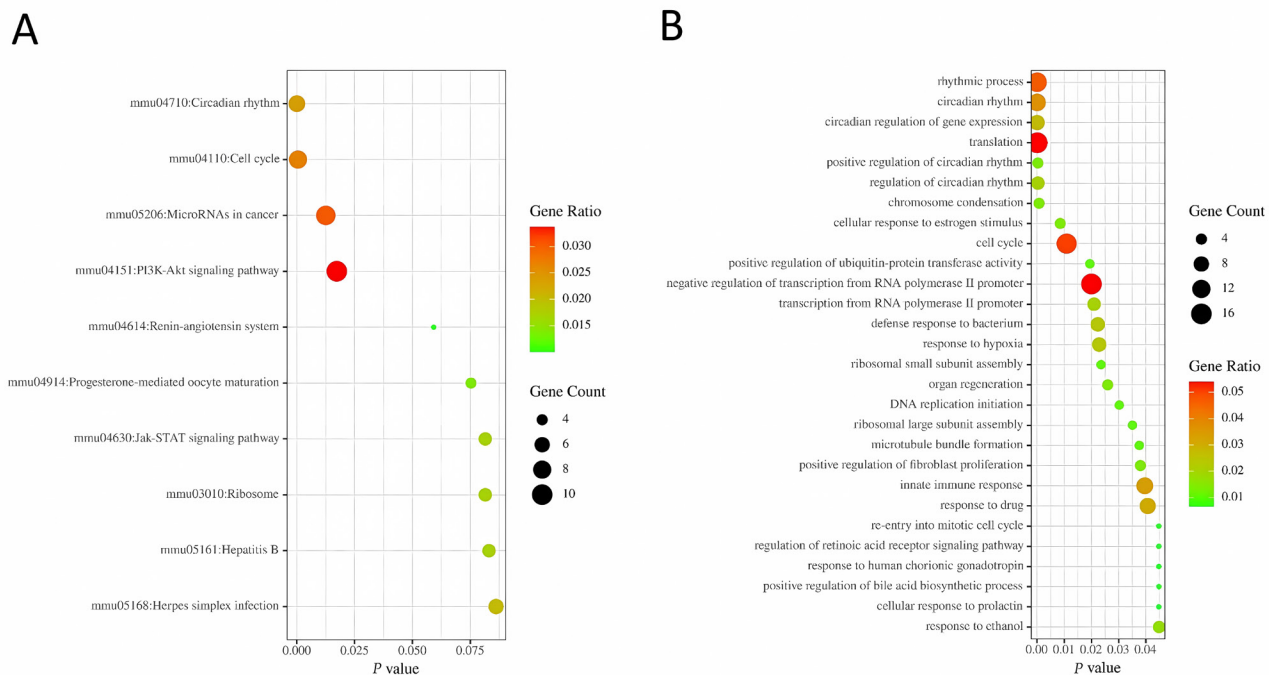 A
mmu04710:Circadian rhythm
mmu04110:Cell cycle
mmu05206:MicroRNAs in cancer
mmu04151:PI3K-Akt signaling pathway
mmu04614:Renin-angiotensin system
mmu04914:Progesterone-mediated oocyte maturation
mmu04630:Jak-STAT signaling pathway
mmu03010:Ribosome
mmu05161:Hepatitis B
mmu05168:Herpes simplex infection
0.000 0.025 0.050 0.075
P value
Gene Ratio
0.030
0.025
0.020
0.015
Gene Count
4
6
8
10
B
rhythmic process
circadian rhythm
circadian regulation of gene expression
translation
positive regulation of circadian rhythm
regulation of circadian rhythm
chromosome condensation
cellular response to estrogen stimulus
cell cycle
positive regulation of ubiquitin-protein transferase activity
negative regulation of transcription from RNA polymerase II promoter
transcription from RNA polymerase II promoter
defense response to bacterium
response to hypoxia
ribosomal small subunit assembly
organ regeneration
DNA replication initiation
ribosomal large subunit assembly
microtubule bundle formation
positive regulation of fibroblast proliferation
innate immune response
response to drug
re-entry into mitotic cell cycle
regulation of retinoic acid receptor signaling pathway
response to human chorionic gonadotropin
positive regulation of bile acid biosynthetic process
cellular response to prolactin
response to ethanol
0.00 0.01 0.02 0.03 0.04
P value
Gene Count
4
8
12
16
Gene Ratio
0.05
0.04
0.03
0.02
0.01